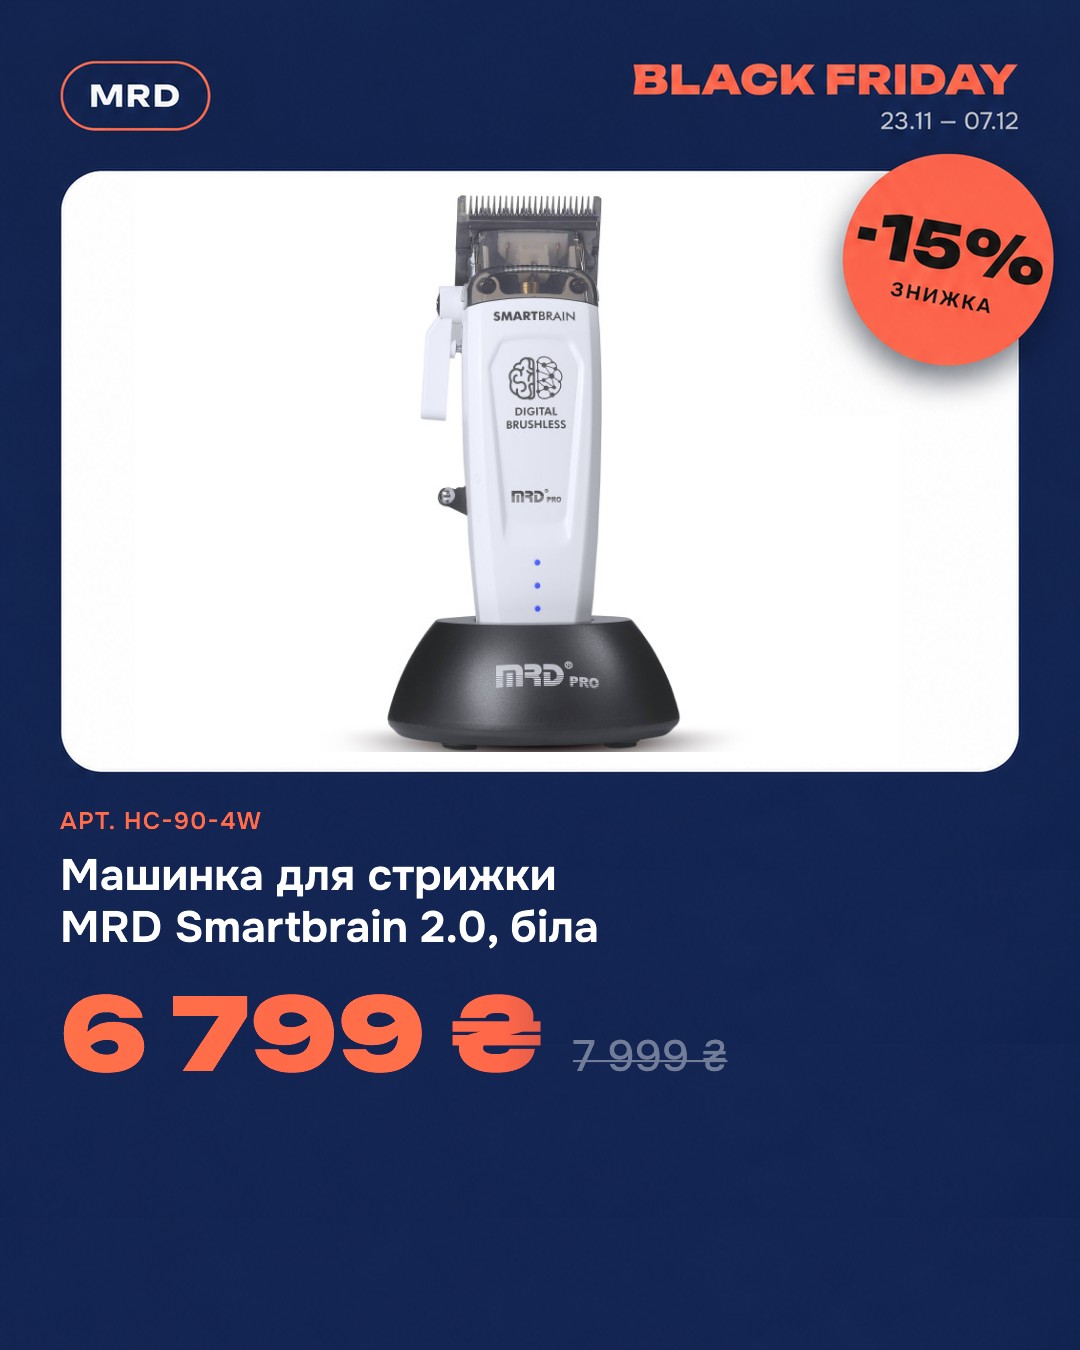 MRD
BLACK FRIDAY
23.11 – 07.12
-15%
ЗНИЖКА
SMARTBRAIN
DIGITAL
BRUSHLESS
MRD® PRO
MRD® PRO
АРТ. HC-90-4W
Машинка для стрижки
MRD Smartbrain 2.0, біла
6 799 ₴ 7 999 ₴